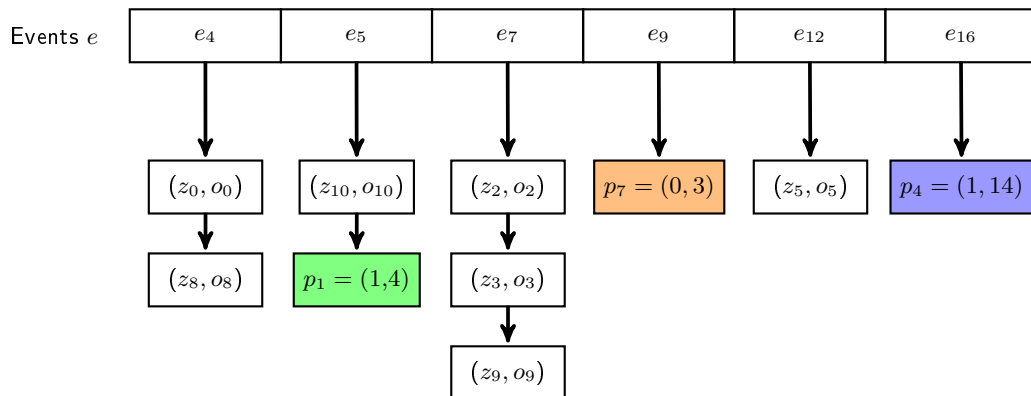 Events e e₄ e₅ e₇ e₉ e₁₂ e₁₆
(z₀, o₀) (z₁₀, o₁₀) (z₂, o₂) p₇ = (0, 3) (z₅, o₅) p₄ = (1, 14)
(z₈, o₈) p₁ = (1,4) (z₃, o₃)
(z₉, o₉)